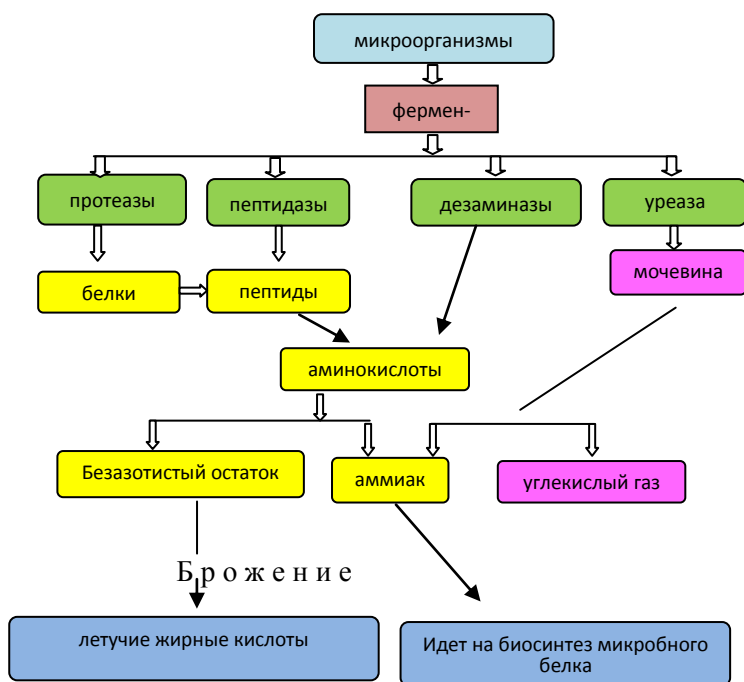 микроорганизмы
фермен-
протеазы
пептидазы
дезаминазы
уреаза
белки
пептиды
мочевина
аминокислоты
Безазотистый остаток
аммиак
углекислый газ
Брожение
летучие жирные кислоты
Идет на биосинтез микробного
белка